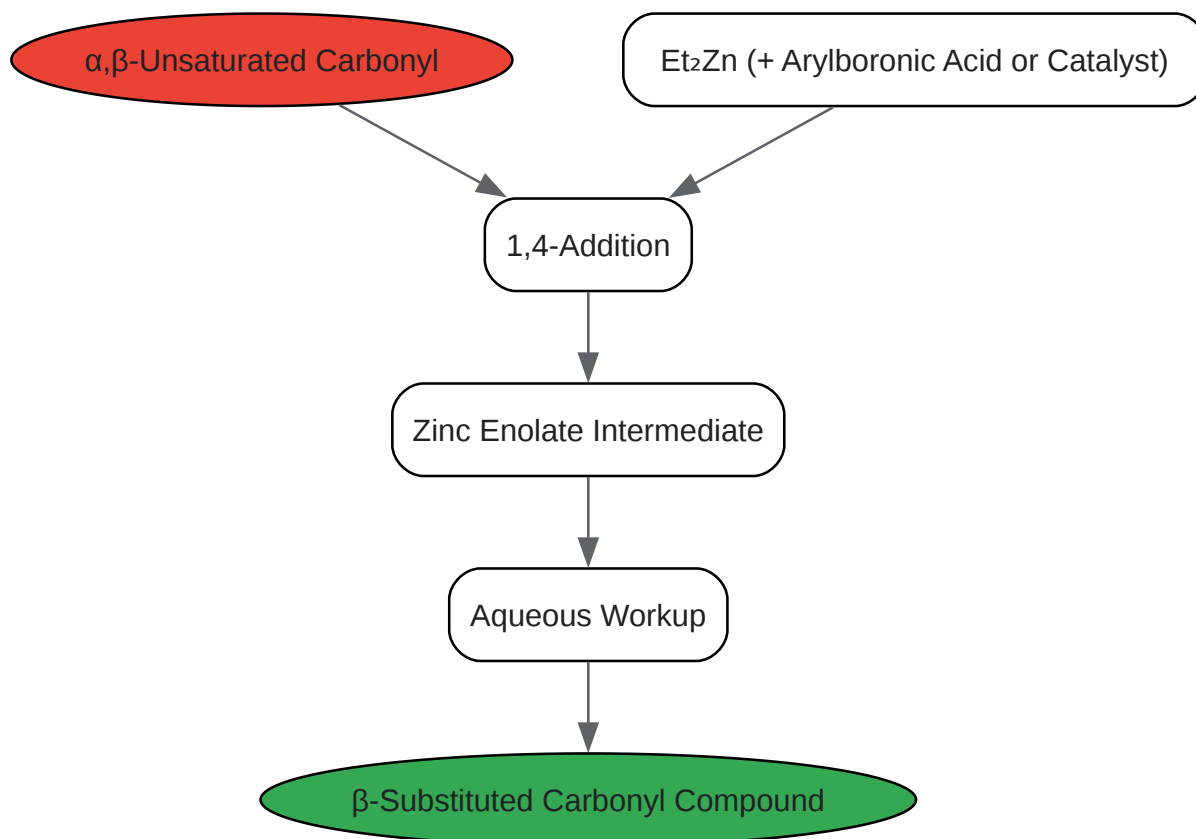 α,β-Unsaturated Carbonyl
Et₂Zn (+ Arylboronic Acid or Catalyst)
1,4-Addition
Zinc Enolate Intermediate
Aqueous Workup
β-Substituted Carbonyl Compound